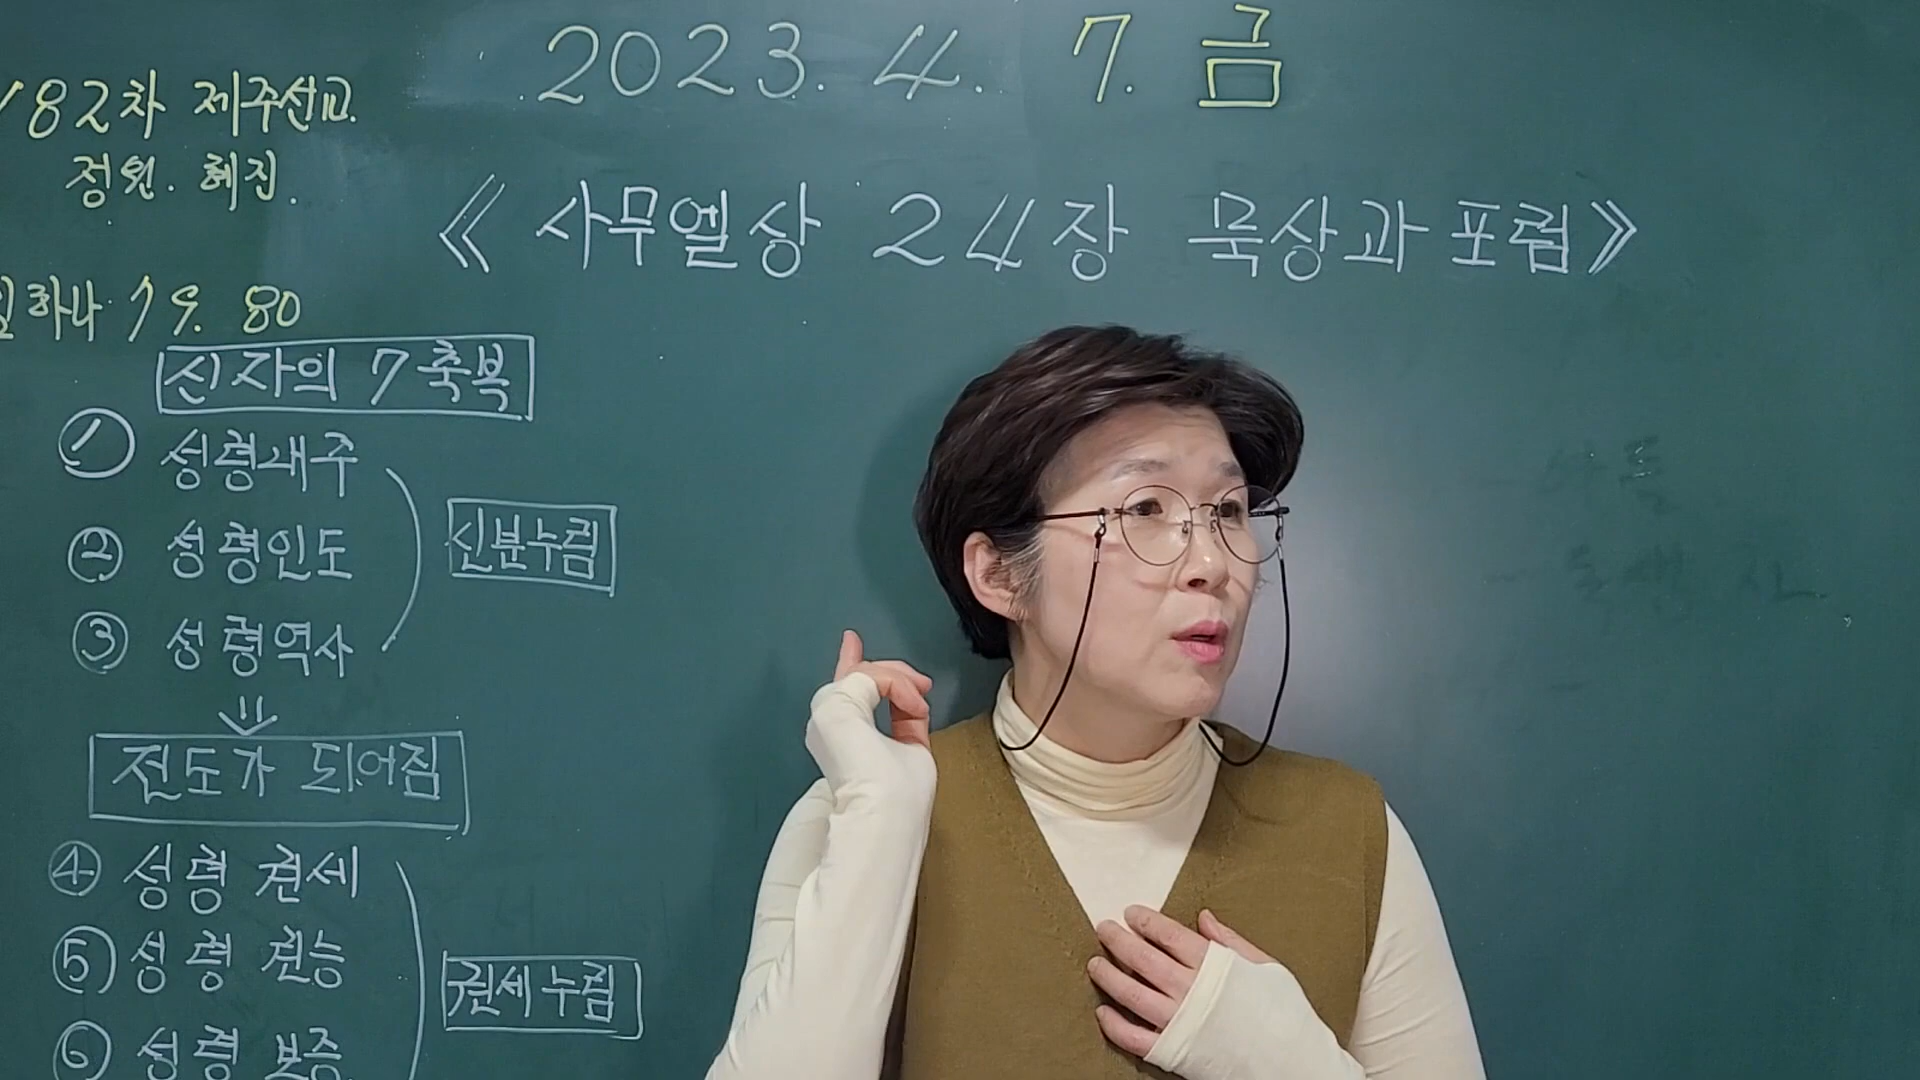 2023. 4. 7. 금
182차 제주선교.
정원. 혜진.
《사무엘상 24장 묵상과 포럼》
하나 79. 80
신자의 7축복
① 성령내주
② 성령인도
신분누림
③ 성령역사
전도가 되어짐
④ 성령 권세
⑤ 성령 권능
권세누림
⑥ 성령 보증